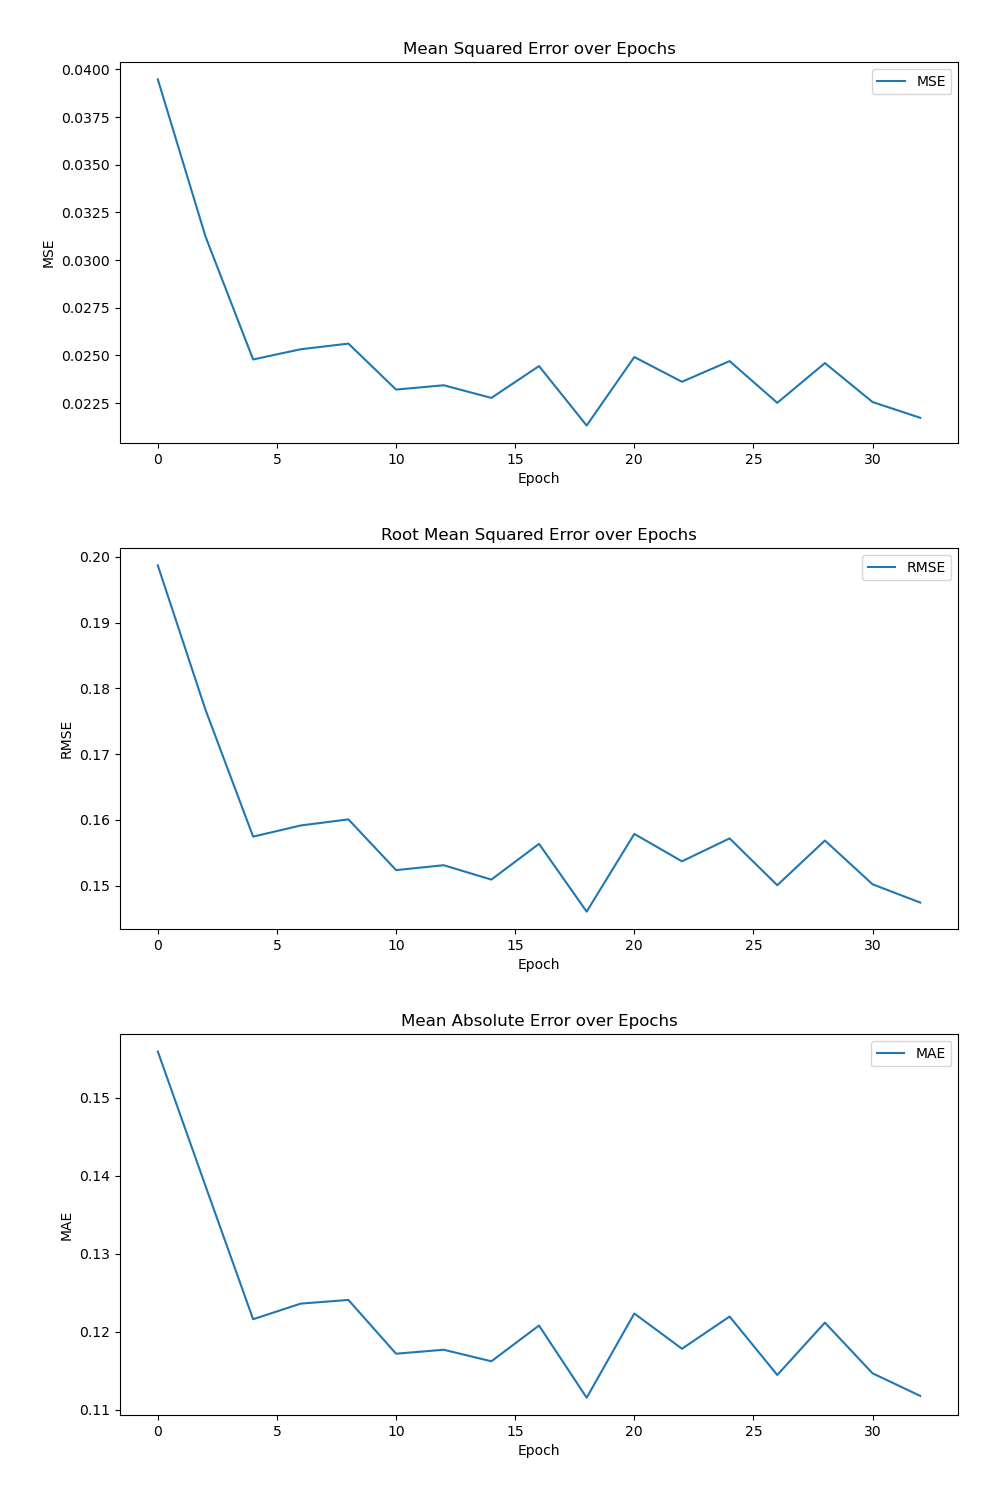 Mean Squared Error over Epochs
MSE
0.0400
0.0375
0.0350
0.0325
0.0300
0.0275
0.0250
0.0225
MSE
0 5 10 15 20 25 30
Epoch
Root Mean Squared Error over Epochs
RMSE
0.20
0.19
0.18
0.17
0.16
0.15
RMSE
0 5 10 15 20 25 30
Epoch
Mean Absolute Error over Epochs
MAE
0.15
0.14
0.13
0.12
0.11
MAE
0 5 10 15 20 25 30
Epoch